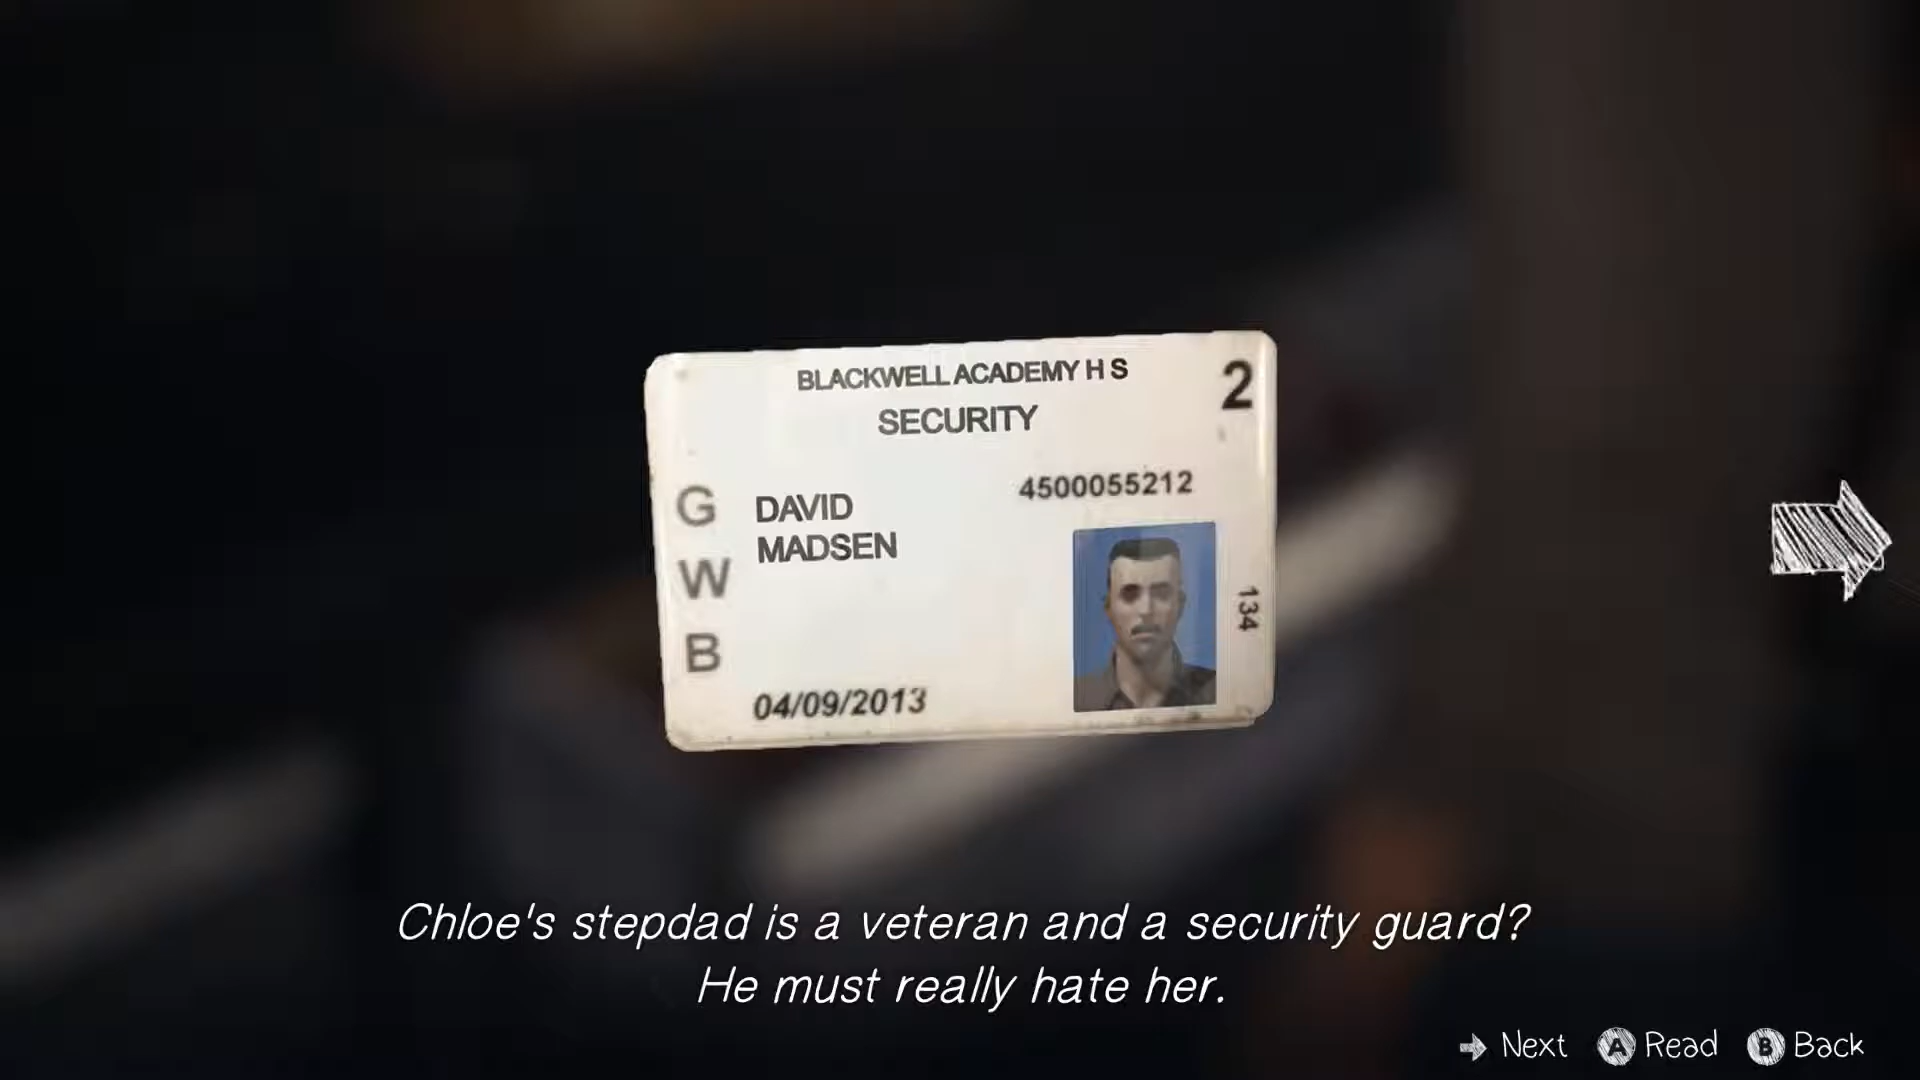 BLACKWELL ACADEMY H S
2
SECURITY
4500055212
G
DAVID
MADSEN
W
B
134
04/09/2013
Chloe's stepdad is a veteran and a security guard?
He must really hate her.
Next A Read B Back